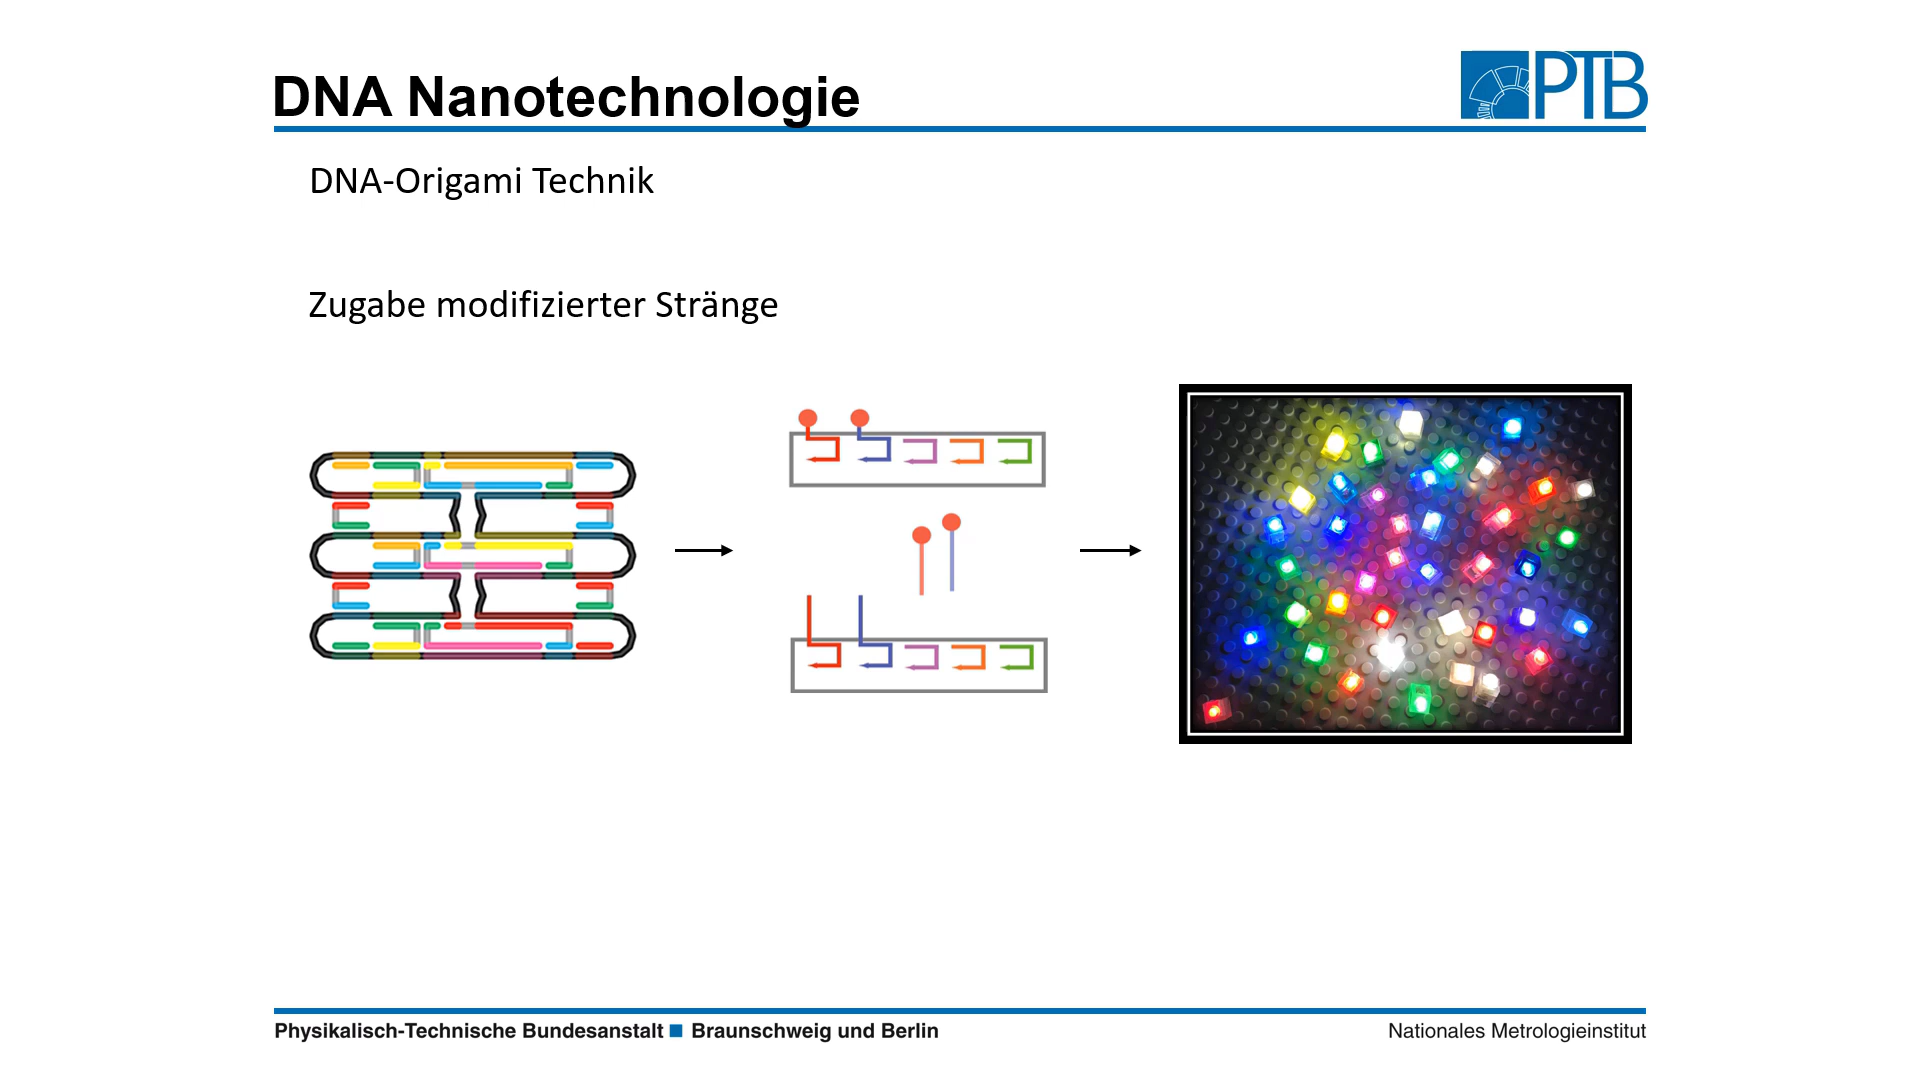 DNA Nanotechnologie
PTB
DNA-Origami Technik
Zugabe modifizierter Stränge
Physikalisch-Technische Bundesanstalt ■ Braunschweig und Berlin
Nationales Metrologieinstitut